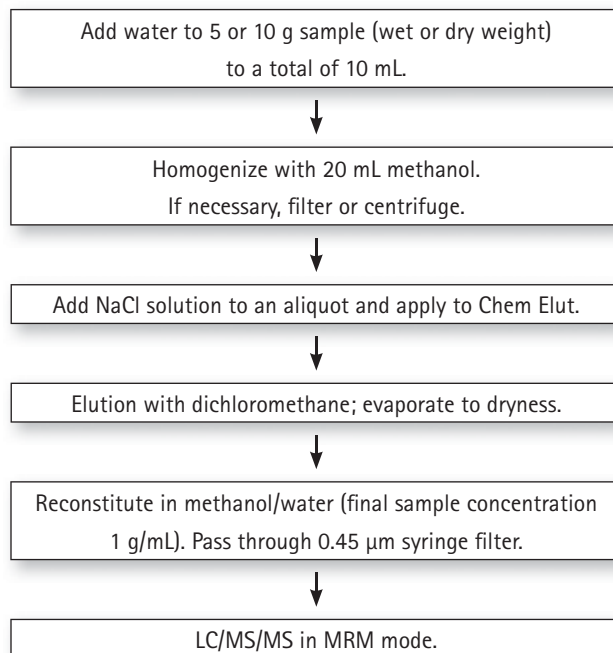 Add water to 5 or 10 g sample (wet or dry weight)
to a total of 10 mL.
Homogenize with 20 mL methanol.
If necessary, filter or centrifuge.
Add NaCl solution to an aliquot and apply to Chem Elut.
Elution with dichloromethane; evaporate to dryness.
Reconstitute in methanol/water (final sample concentration
1 g/mL). Pass through 0.45 µm syringe filter.
LC/MS/MS in MRM mode.